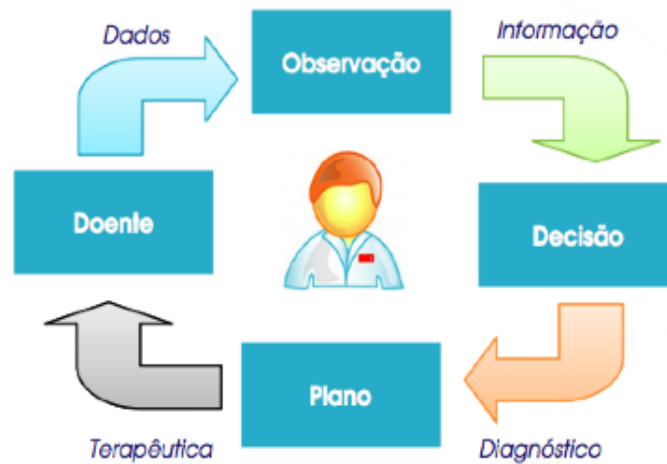 Dados
Informação
Observação
Doente
Decisão
Plano
Terapêutica
Diagnóstico